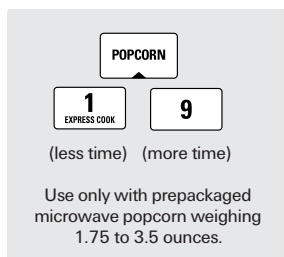 POPCORN
1
EXPRESS COOK
9
(less time) (more time)
Use only with prepackaged
microwave popcorn weighing
1.75 to 3.5 ounces.